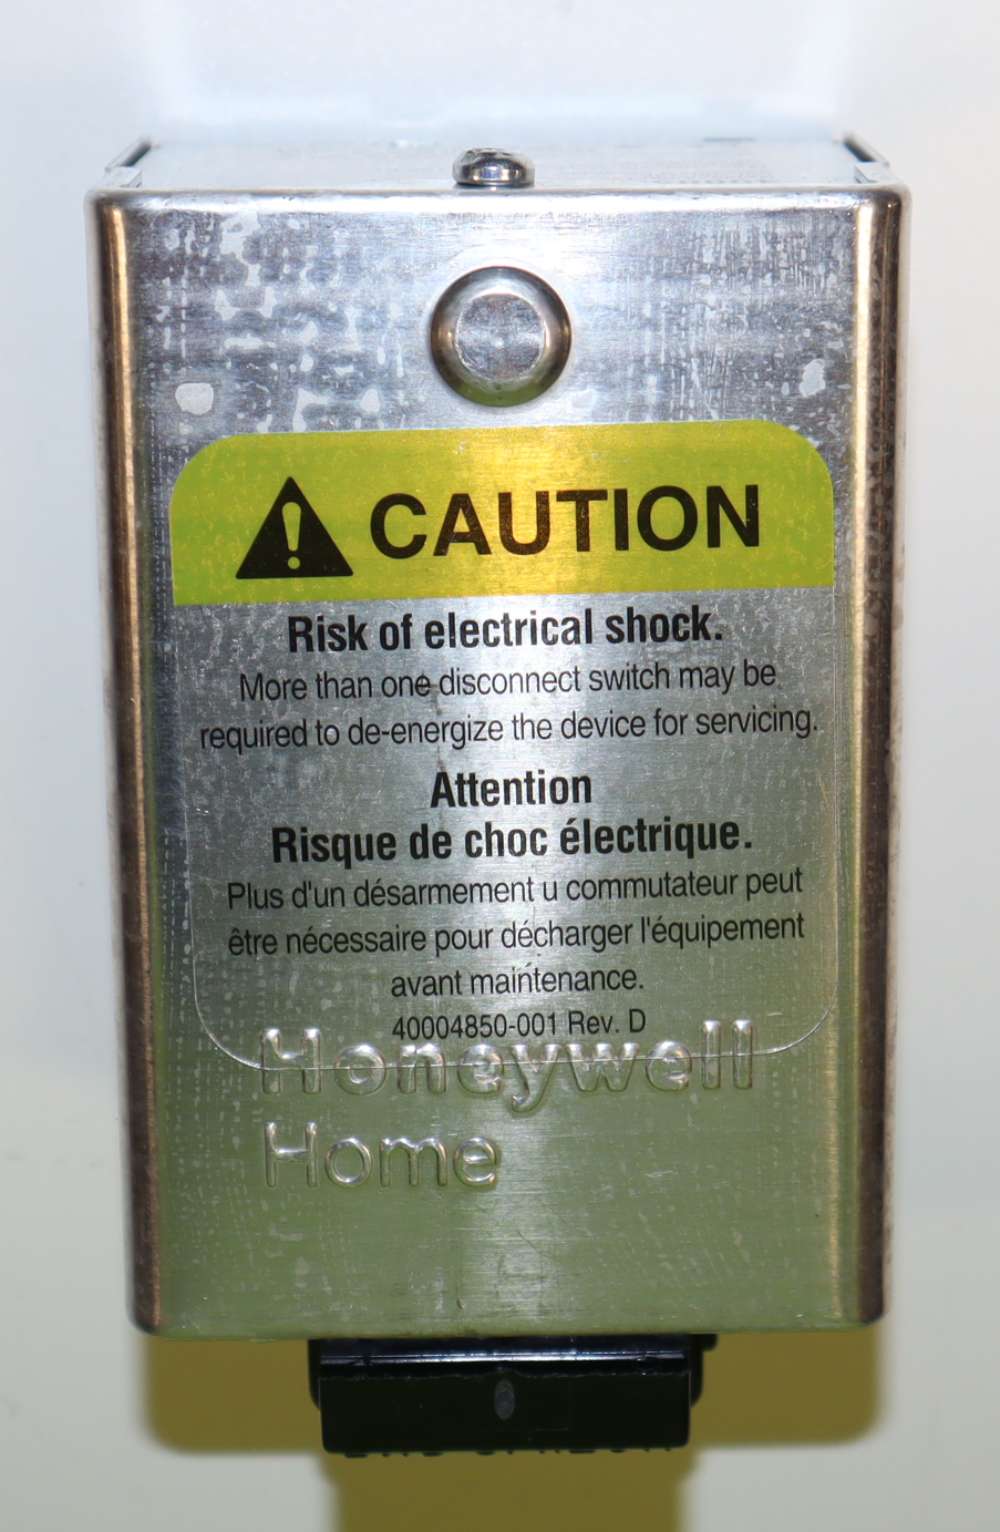 CAUTION
Risk of electrical shock.
More than one disconnect switch may be
required to de-energize the device for servicing.
Attention
Risque de choc électrique.
Plus d'un désarmement u commutateur peut
être nécessaire pour décharger l'équipement
avant maintenance.
40004850-001 Rev. D
Honeywell
Home